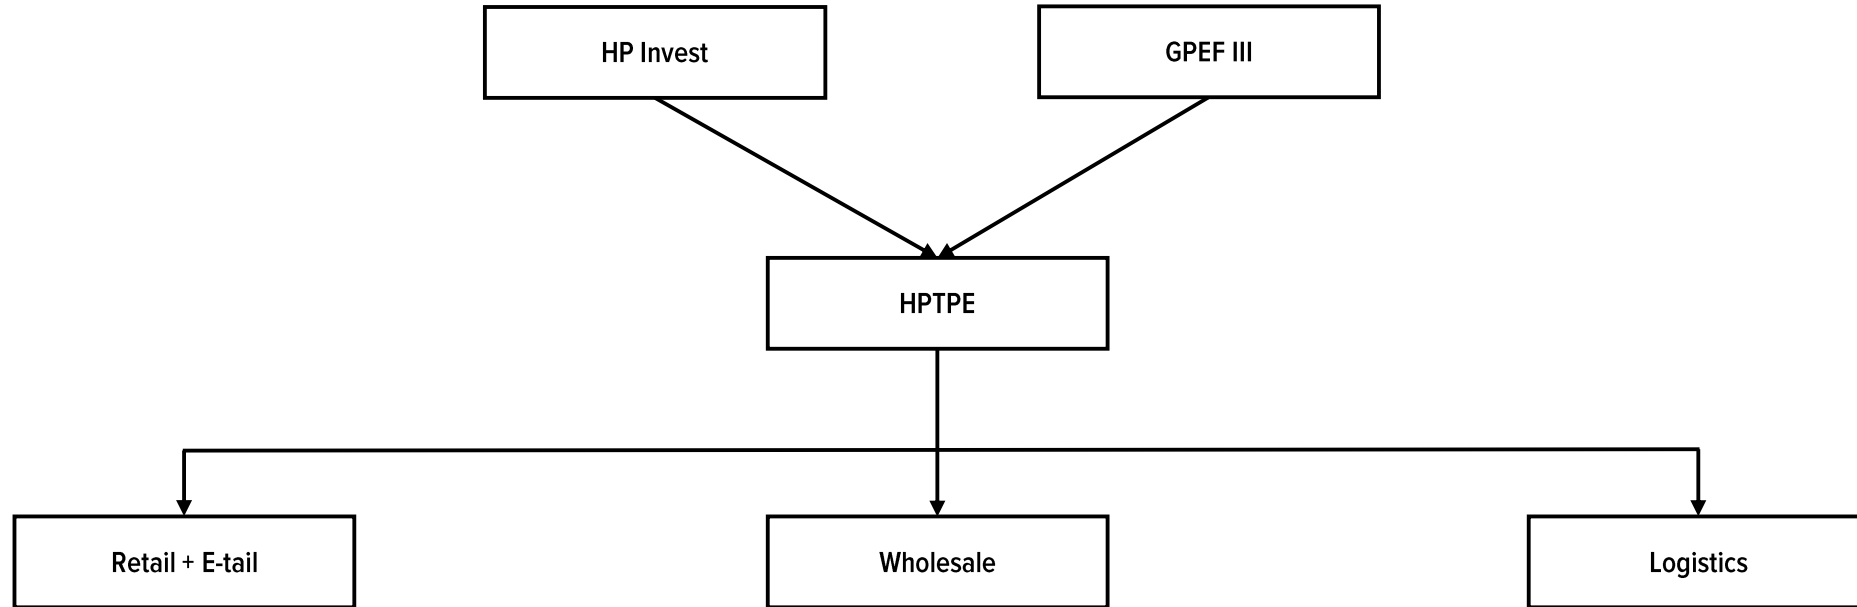 HP Invest
GPEF III
HPTPE
Retail + E-tail
Wholesale
Logistics